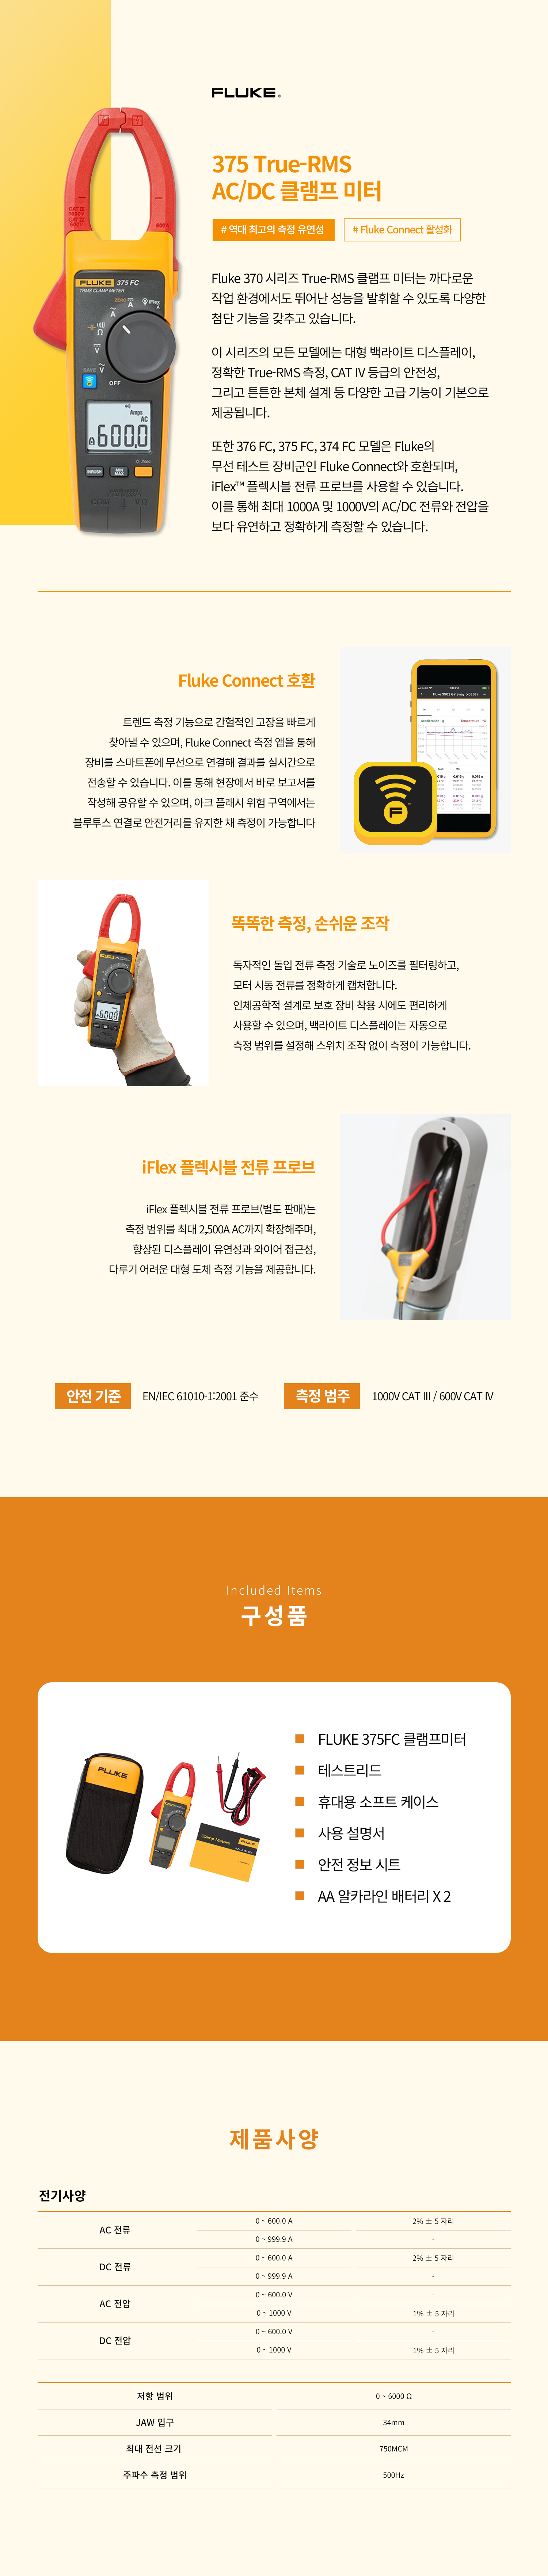 FLUKE®
375 True-RMS
AC/DC 클램프 미터
# 역대 최고의 측정 유연성
# Fluke Connect 활성화
Fluke 370 시리즈 True-RMS 클램프 미터는 까다로운
작업 환경에서도 뛰어난 성능을 발휘할 수 있도록 다양한
첨단 기능을 갖추고 있습니다.
이 시리즈의 모든 모델에는 대형 백라이트 디스플레이,
정확한 True-RMS 측정, CAT IV 등급의 안전성,
그리고 튼튼한 본체 설계 등 다양한 고급 기능이 기본으로
제공됩니다.
또한 376 FC, 375 FC, 374 FC 모델은 Fluke의
무선 테스트 장비군인 Fluke Connect와 호환되며,
iFlex™ 플렉시블 전류 프로브를 사용할 수 있습니다.
이를 통해 최대 1000A 및 1000V의 AC/DC 전류와 전압을
보다 유연하고 정확하게 측정할 수 있습니다.
FLUKE 375 FC
TRMS CLAMP METER
ZERO
iFlex
SAVE
OFF
Amps
AC
A 600.0
Zero
INRUSH
MIN
MAX
COM
VΩ
Fluke Connect 호환
트렌드 측정 기능으로 간헐적인 고장을 빠르게
찾아낼 수 있으며, Fluke Connect 측정 앱을 통해
장비를 스마트폰에 무선으로 연결해 결과를 실시간으로
전송할 수 있습니다. 이를 통해 현장에서 바로 보고서를
작성해 공유할 수 있으며, 아크 플래시 위험 구역에서는
블루투스 연결로 안전거리를 유지한 채 측정이 가능합니다
똑똑한 측정, 손쉬운 조작
독자적인 돌입 전류 측정 기술로 노이즈를 필터링하고,
모터 시동 전류를 정확하게 캡처합니다.
인체공학적 설계로 보호 장비 착용 시에도 편리하게
사용할 수 있으며, 백라이트 디스플레이는 자동으로
측정 범위를 설정해 스위치 조작 없이 측정이 가능합니다.
iFlex 플렉시블 전류 프로브
iFlex 플렉시블 전류 프로브(별도 판매)는
측정 범위를 최대 2,500A AC까지 확장해주며,
향상된 디스플레이 유연성과 와이어 접근성,
다루기 어려운 대형 도체 측정 기능을 제공합니다.
안전 기준
EN/IEC 61010-1:2001 준수
측정 범주
1000V CAT III / 600V CAT IV
Included Items
구성품
FLUKE
Clamp Meters
FLUKE
FLUKE 375FC 클램프미터
테스트리드
휴대용 소프트 케이스
사용 설명서
안전 정보 시트
AA 알카라인 배터리 X 2
제품사양
전기사양
AC 전류
0 ~ 600.0 A
2% ± 5 자리
0 ~ 999.9 A
-
DC 전류
0 ~ 600.0 A
2% ± 5 자리
0 ~ 999.9 A
-
AC 전압
0 ~ 600.0 V
-
0 ~ 1000 V
1% ± 5 자리
DC 전압
0 ~ 600.0 V
-
0 ~ 1000 V
1% ± 5 자리
저항 범위
0 ~ 6000 Ω
JAW 입구
34mm
최대 전선 크기
750MCM
주파수 측정 범위
500Hz